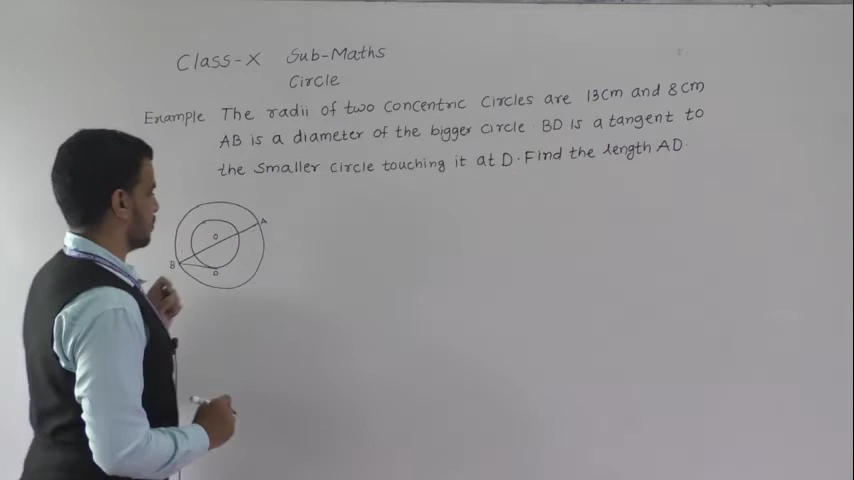 Class-X Sub-Maths
Circle
Example The radii of two concentric circles are 13cm and 8cm
AB is a diameter of the bigger circle. BD is a tangent to
the smaller circle touching it at D. Find the length AD.
A
O
B
D